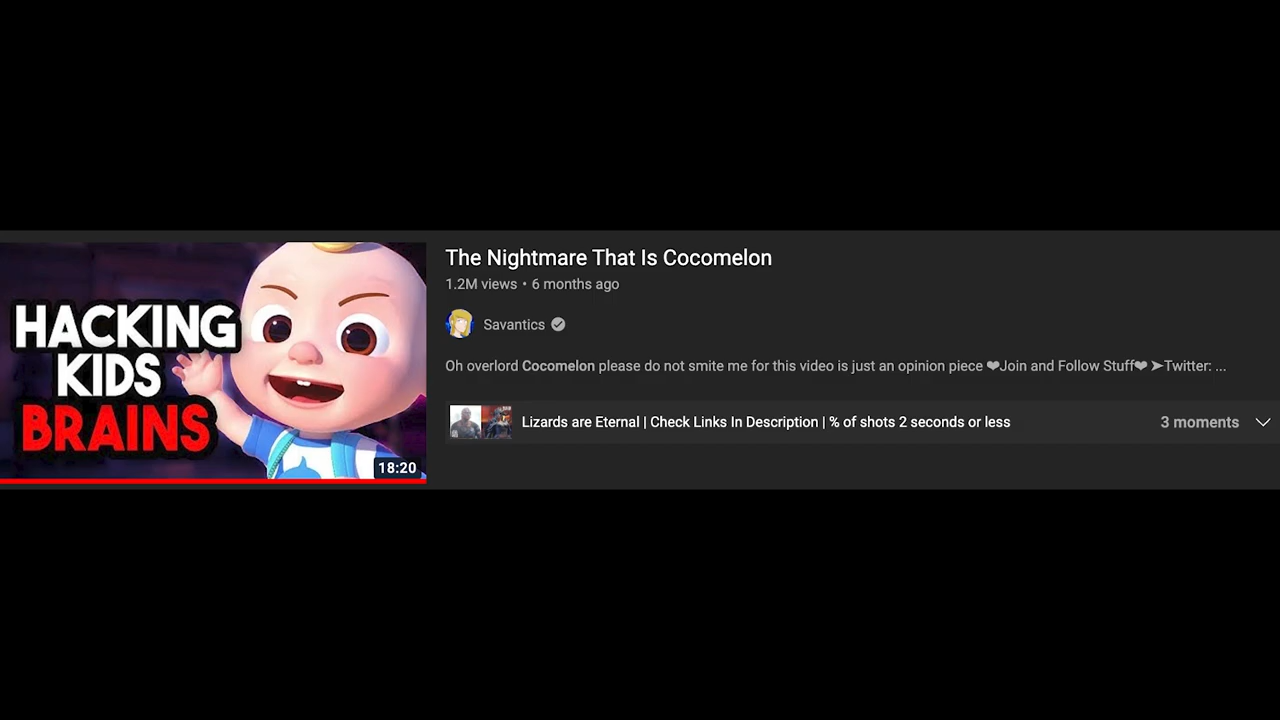 HACKING
KIDS
BRAINS
18:20
The Nightmare That Is Cocomelon
1.2M views • 6 months ago
Savantics
Oh overlord Cocomelon please do not smite me for this video is just an opinion piece ❤Join and Follow Stuff❤ ➤Twitter: ...
Lizards are Eternal | Check Links In Description | % of shots 2 seconds or less
3 moments